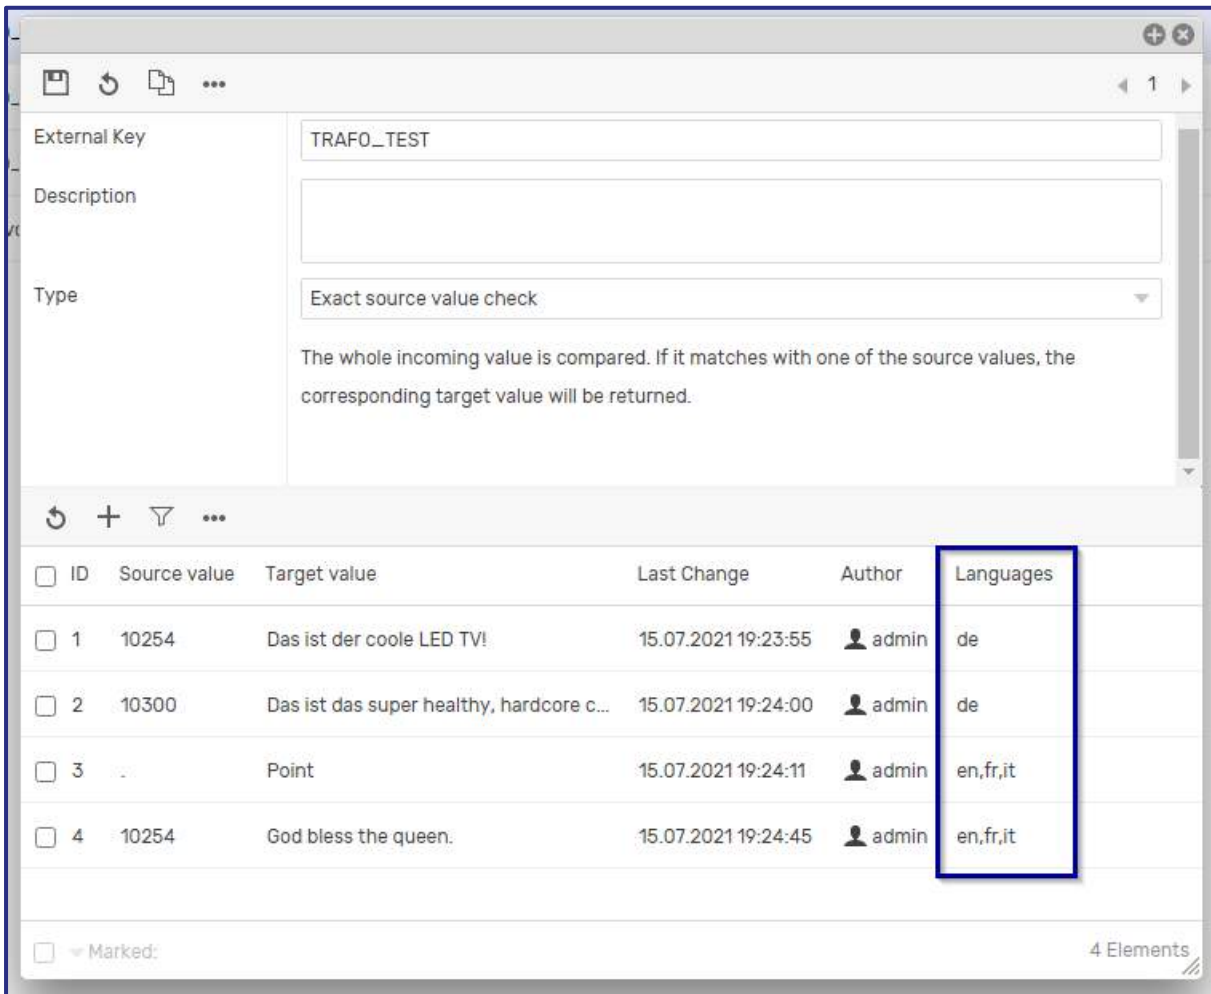 1
External Key
TRAFO_TEST
Description
Type
Exact source value check
The whole incoming value is compared. If it matches with one of the source values, the
corresponding target value will be returned.
ID Source value Target value Last Change Author Languages
1 10254 Das ist der coole LED TV! 15.07.2021 19:23:55 admin de
2 10300 Das ist das super healthy, hardcore c... 15.07.2021 19:24:00 admin de
3 . Point 15.07.2021 19:24:11 admin en,fr,it
4 10254 God bless the queen. 15.07.2021 19:24:45 admin en,fr,it
Marked:
4 Elements